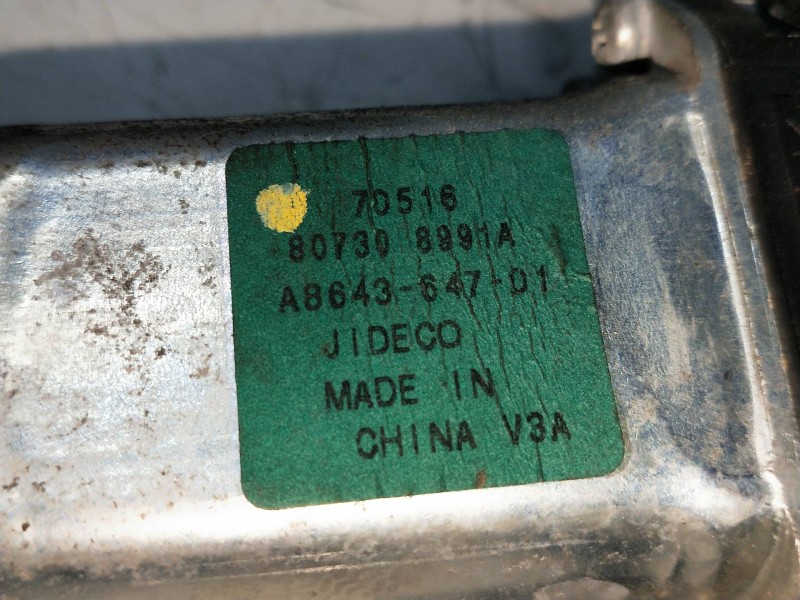 70516
80730 8991A
A8643-647-D1
JIDECO
MADE IN
CHINA V3A